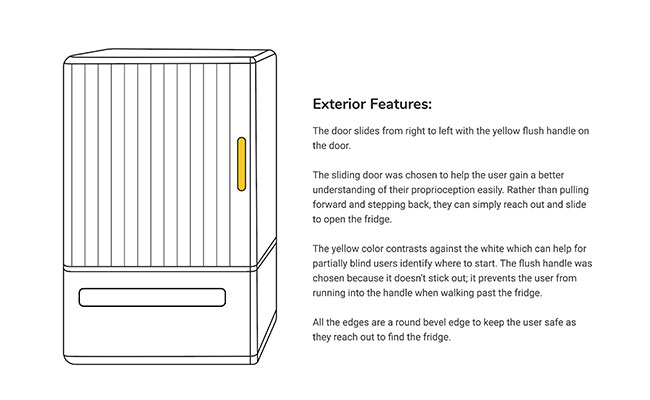 Exterior Features:
The door slides from right to left with the yellow flush handle on
the door.
The sliding door was chosen to help the user gain a better
understanding of their proprioception easily. Rather than pulling
forward and stepping back, they can simply reach out and slide
to open the fridge.
The yellow color contrasts against the white which can help for
partially blind users identify where to start. The flush handle was
chosen because it doesn't stick out; it prevents the user from
running into the handle when walking past the fridge.
All the edges are a round bevel edge to keep the user safe as
they reach out to find the fridge.